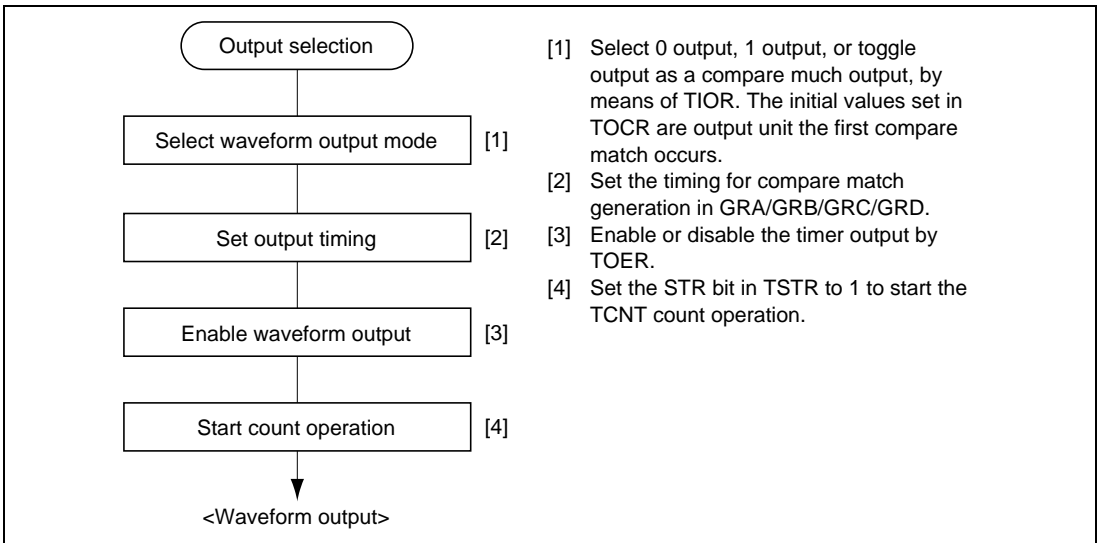 Output selection
Select waveform output mode [1]
Set output timing [2]
Enable waveform output [3]
Start count operation [4]
<Waveform output>
[1] Select 0 output, 1 output, or toggle
output as a compare much output, by
means of TIOR. The initial values set in
TOCR are output unit the first compare
match occurs.
[2] Set the timing for compare match
generation in GRA/GRB/GRC/GRD.
[3] Enable or disable the timer output by
TOER.
[4] Set the STR bit in TSTR to 1 to start the
TCNT count operation.